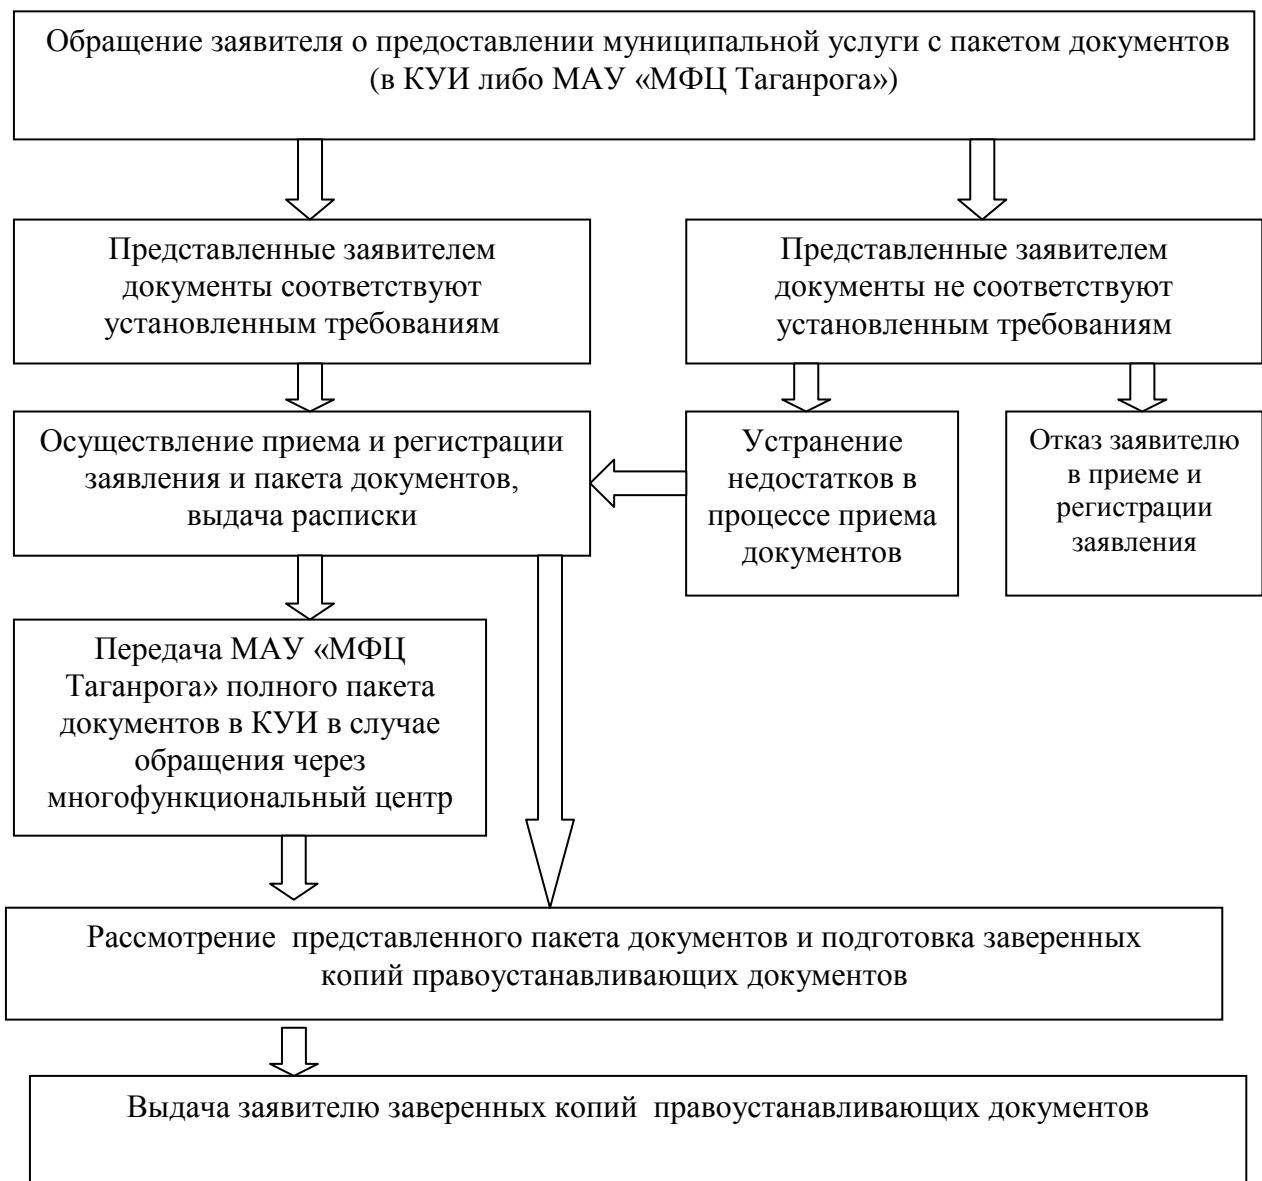 Обращение заявителя о предоставлении муниципальной услуги с пакетом документов
(в КУИ либо МАУ «МФЦ Таганрога»)
Представленные заявителем
документы соответствуют
установленным требованиям
Представленные заявителем
документы не соответствуют
установленным требованиям
Осуществление приема и регистрации
заявления и пакета документов,
выдача расписки
Устранение
недостатков в
процессе приема
документов
Отказ заявителю
в приеме и
регистрации
заявления
Передача МАУ «МФЦ
Таганрога» полного пакета
документов в КУИ в случае
обращения через
многофункциональный центр
Рассмотрение представленного пакета документов и подготовка заверенных
копий правоустанавливающих документов
Выдача заявителю заверенных копий правоустанавливающих документов